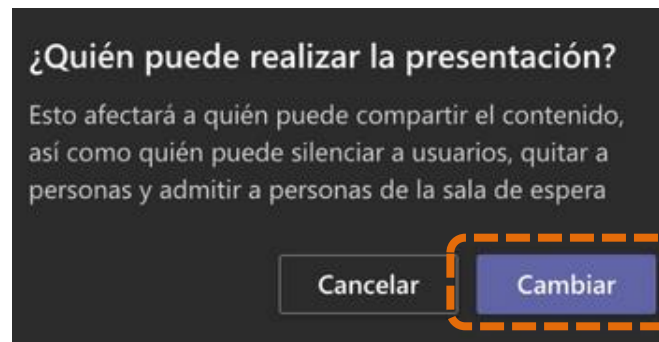 ¿Quién puede realizar la presentación?
Esto afectará a quién puede compartir el contenido,
así como quién puede silenciar a usuarios, quitar a
personas y admitir a personas de la sala de espera
Cancelar Cambiar